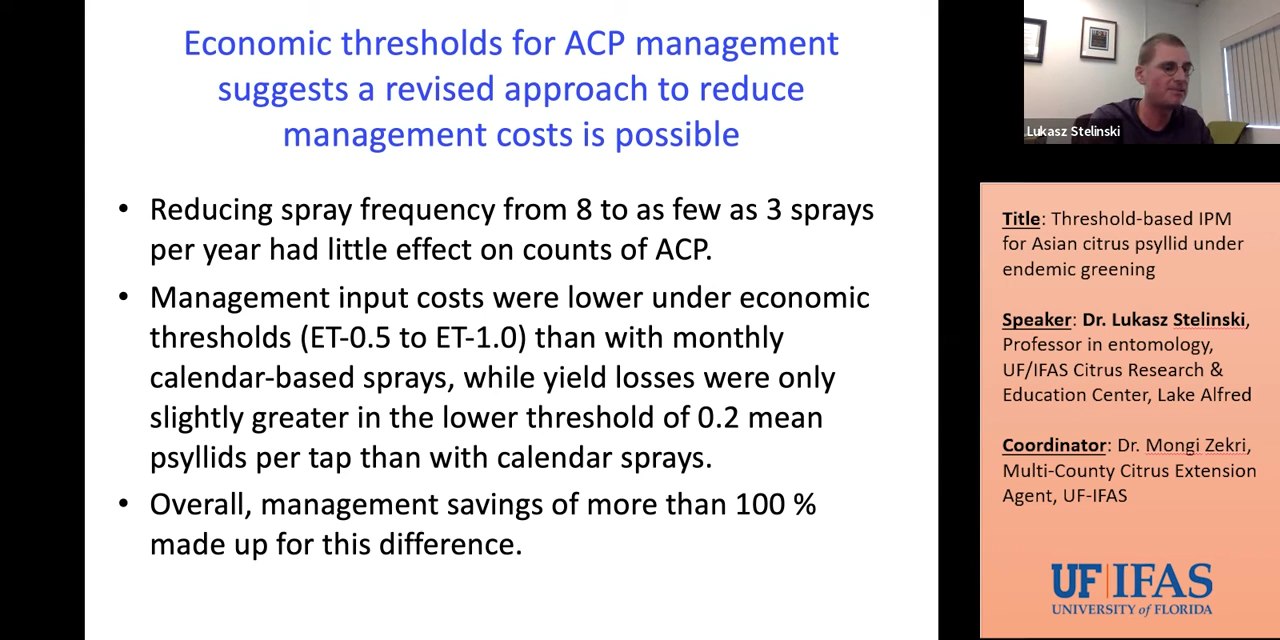 Economic thresholds for ACP management
suggests a revised approach to reduce
management costs is possible
• Reducing spray frequency from 8 to as few as 3 sprays
per year had little effect on counts of ACP.
• Management input costs were lower under economic
thresholds (ET-0.5 to ET-1.0) than with monthly
calendar-based sprays, while yield losses were only
slightly greater in the lower threshold of 0.2 mean
psyllids per tap than with calendar sprays.
• Overall, management savings of more than 100 %
made up for this difference.
Lukasz Stelinski
Title: Threshold-based IPM
for Asian citrus psyllid under
endemic greening
Speaker: Dr. Lukasz Stelinski,
Professor in entomology,
UF/IFAS Citrus Research &
Education Center, Lake Alfred
Coordinator: Dr. Mongi Zekri,
Multi-County Citrus Extension
Agent, UF-IFAS
UF|IFAS
UNIVERSITY of FLORIDA